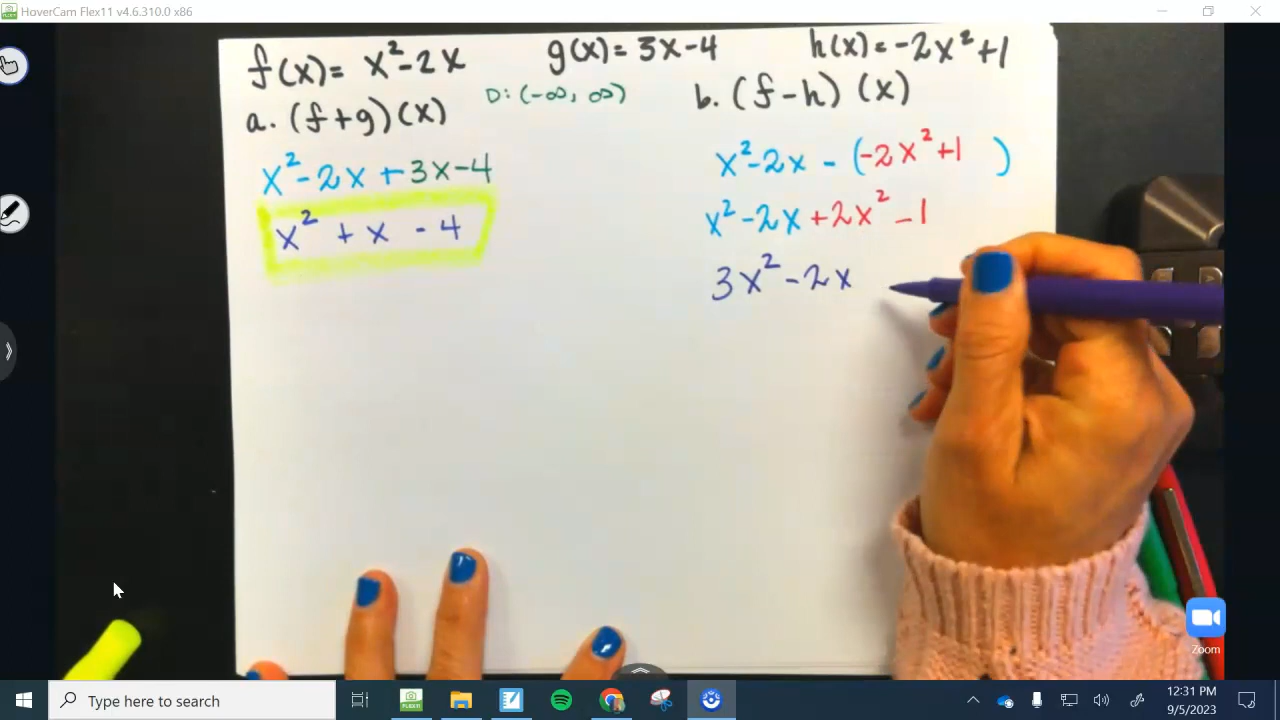 HoverCam Flex11 v4.6.310.0 x86
f(x)= x²-2x g(x)= 3x-4 h(x)= -2x²+1
a. (f+g)(x) D: (-∞, ∞) b. (f-h) (x)
x²-2x + 3x-4 x²-2x - (-2x²+1 )
x² + x - 4 x²-2x +2x² -1
3x²-2x
Zoom
Type here to search
FLEX11
12:31 PM
9/5/2023